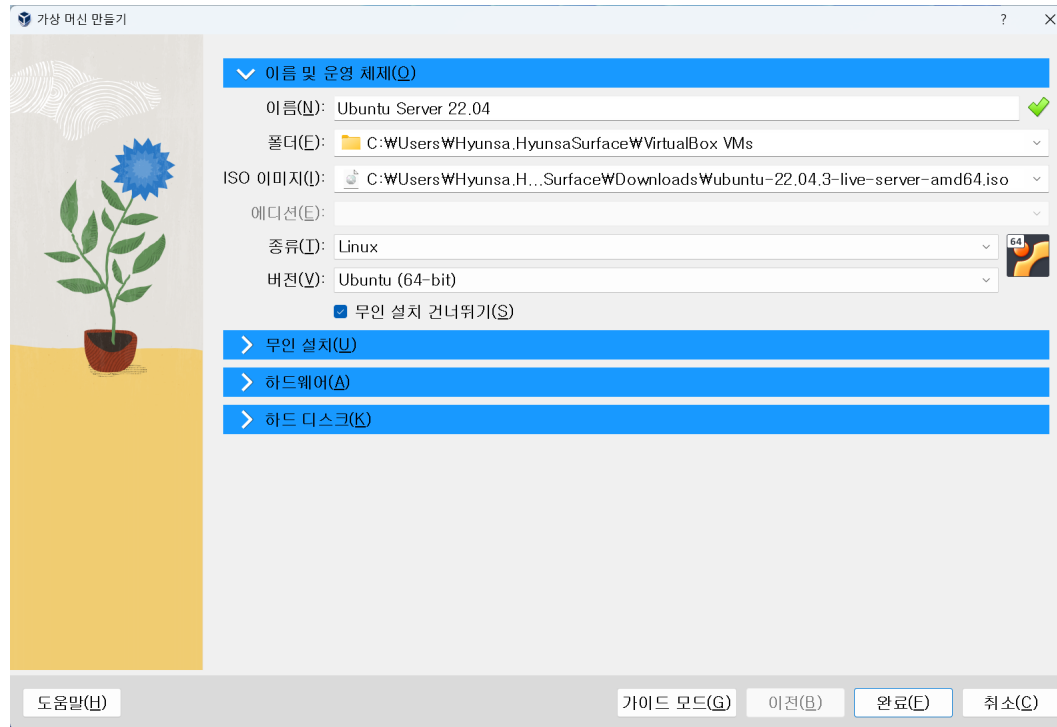 가상 머신 만들기
이름 및 운영 체제(O)
이름(N): Ubuntu Server 22.04
폴더(F): C:₩Users₩Hyunsa.HyunsaSurface₩VirtualBox VMs
ISO 이미지(I): C:₩Users₩Hyunsa.H...Surface₩Downloads₩ubuntu-22.04.3-live-server-amd64.iso
에디션(E):
종류(T): Linux
64
버전(V): Ubuntu (64-bit)
무인 설치 건너뛰기(S)
무인 설치(U)
하드웨어(A)
하드 디스크(K)
도움말(H) 가이드 모드(G) 이전(B) 완료(F) 취소(C)